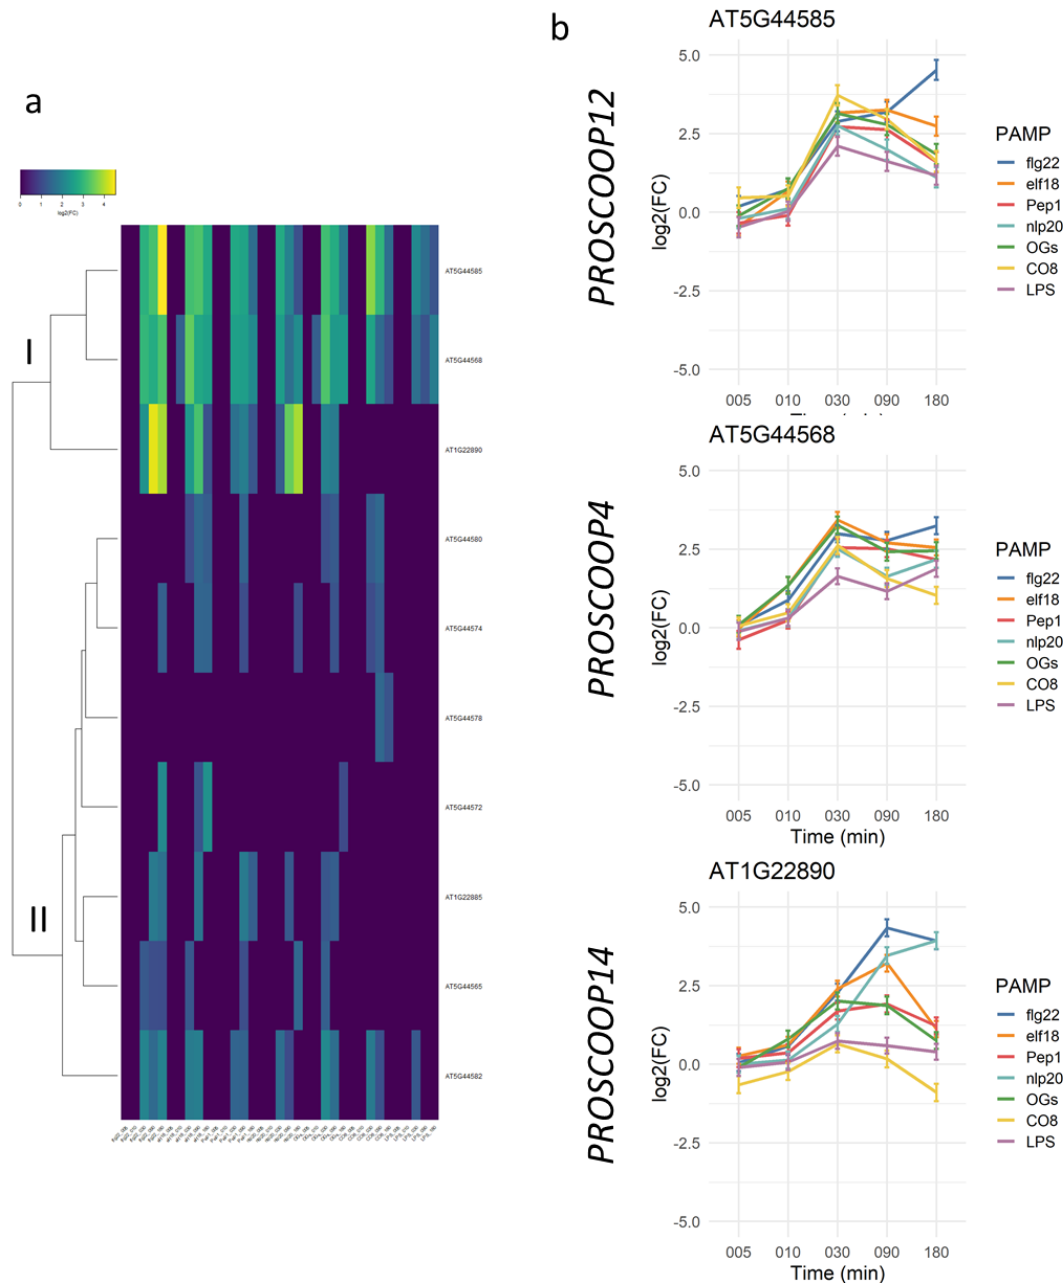 a
0 1 2 3 4
log2(FC)
I
II
AT5G44585
AT5G44568
AT1G22890
AT5G44580
AT5G44574
AT5G44578
AT5G44572
AT1G22885
AT5G44565
AT5G44582
b
PROSCOOP12
AT5G44585
log2(FC)
5.0
2.5
0.0
-2.5
-5.0
005 010 030 090 180
PAMP
flg22
elf18
Pep1
nlp20
OGs
CO8
LPS
PROSCOOP4
AT5G44568
log2(FC)
5.0
2.5
0.0
-2.5
-5.0
005 010 030 090 180
Time (min)
PAMP
flg22
elf18
Pep1
nlp20
OGs
CO8
LPS
PROSCOOP14
AT1G22890
log2(FC)
5.0
2.5
0.0
-2.5
-5.0
005 010 030 090 180
Time (min)
PAMP
flg22
elf18
Pep1
nlp20
OGs
CO8
LPS